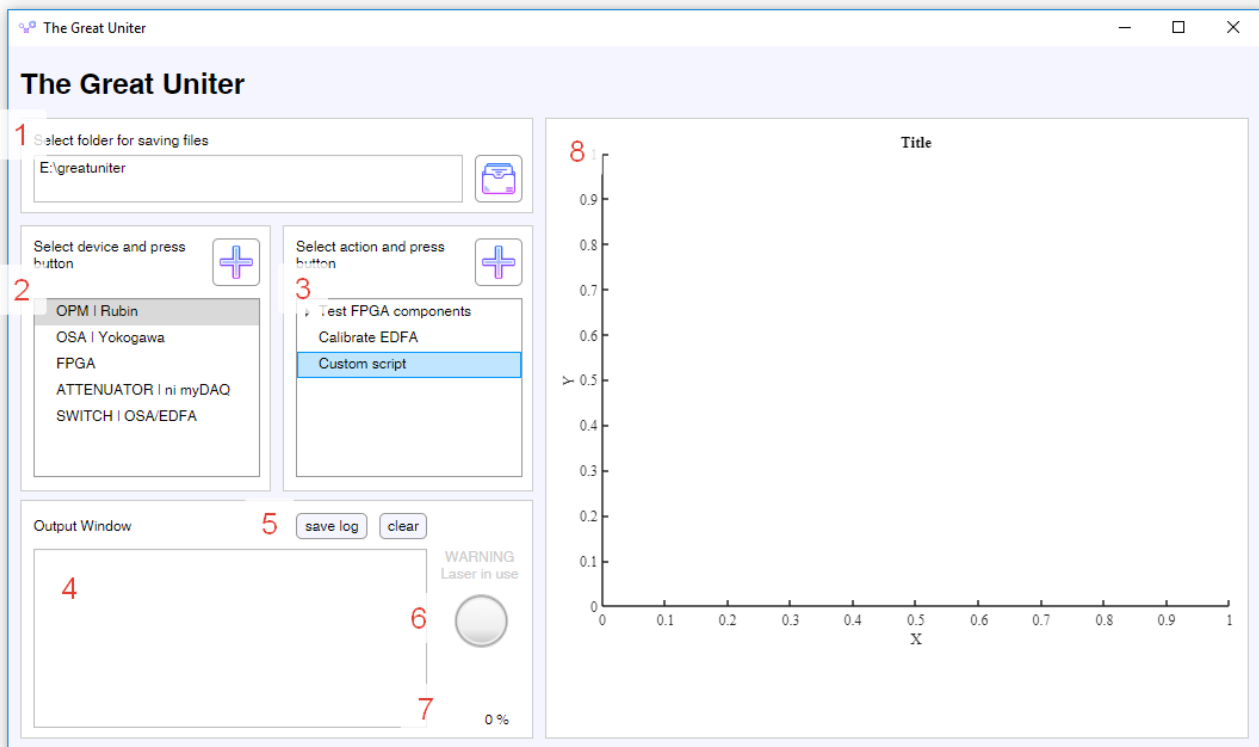 The Great Uniter
The Great Uniter
1
Select folder for saving files
E:\greatuniter
Select device and press
button
2
OPM | Rubin
OSA | Yokogawa
FPGA
ATTENUATOR | ni myDAQ
SWITCH | OSA/EDFA
Select action and press
button
3
Test FPGA components
Calibrate EDFA
Custom script
Output Window
5
save log
clear
4
WARNING
Laser in use
6
7
0 %
8
Title
1
0.9
0.8
0.7
0.6
Y
0.5
0.4
0.3
0.2
0.1
0
0 0.1 0.2 0.3 0.4 0.5 0.6 0.7 0.8 0.9 1
X